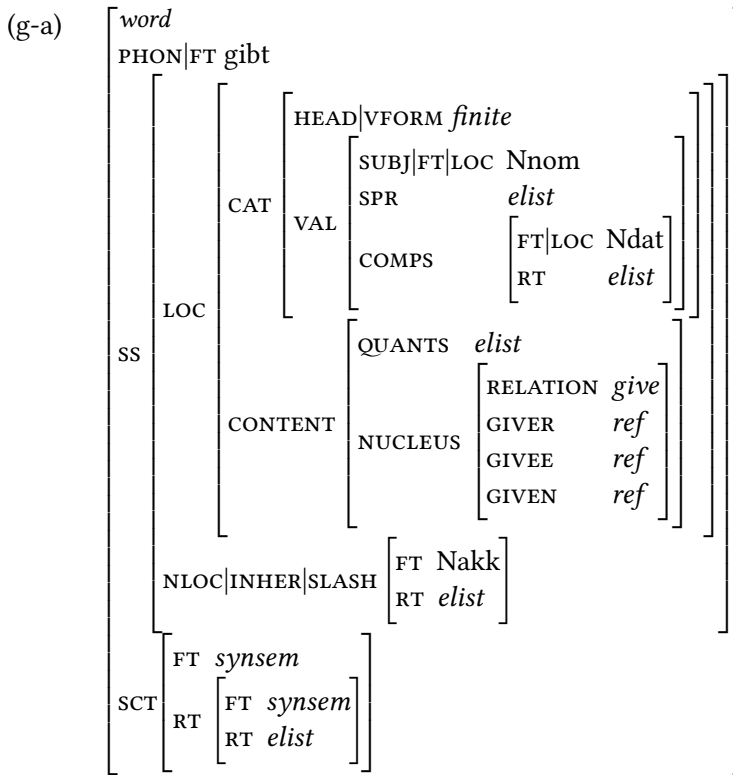 (g-a)
word
PHON|FT gibt
HEAD|VFORM finite
SUBJ|FT|LOC Nnom
SPR elist
CAT
VAL
FT|LOC Ndat
COMPS
RT elist
LOC
QUANTS elist
SS
RELATION give
GIVER ref
CONTENT
NUCLEUS
GIVEE ref
GIVEN ref
FT Nakk
NLOC|INHER|SLASH
RT elist
FT synsem
SCT
FT synsem
RT
RT elist